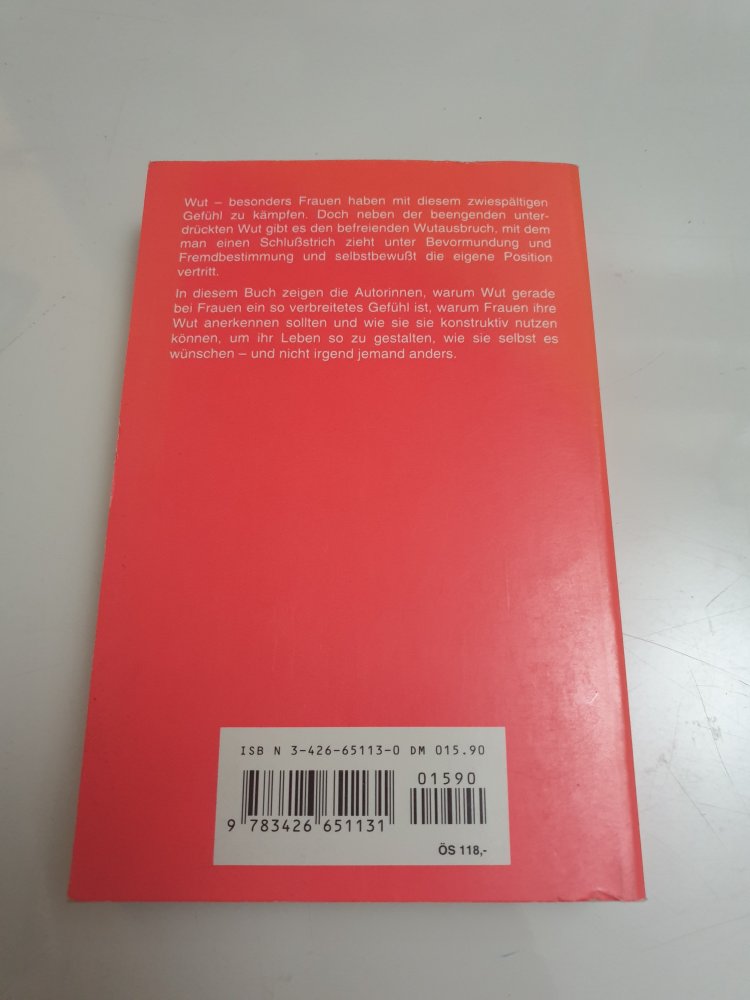 Wut – besonders Frauen haben mit diesem zwiespältigen
Gefühl zu kämpfen. Doch neben der beengenden unter-
drückten Wut gibt es den befreienden Wutausbruch, mit dem
man einen Schlußstrich zieht unter Bevormundung und
Fremdbestimmung und selbstbewußt die eigene Position
vertritt.
In diesem Buch zeigen die Autorinnen, warum Wut gerade
bei Frauen ein so verbreitetes Gefühl ist, warum Frauen ihre
Wut anerkennen sollten und wie sie sie konstruktiv nutzen
können, um ihr Leben so zu gestalten, wie sie selbst es
wünschen – und nicht irgend jemand anders.
ISB N 3-426-65113-0 DM 015.90
01590
9 783426 651131
ÖS 118,-